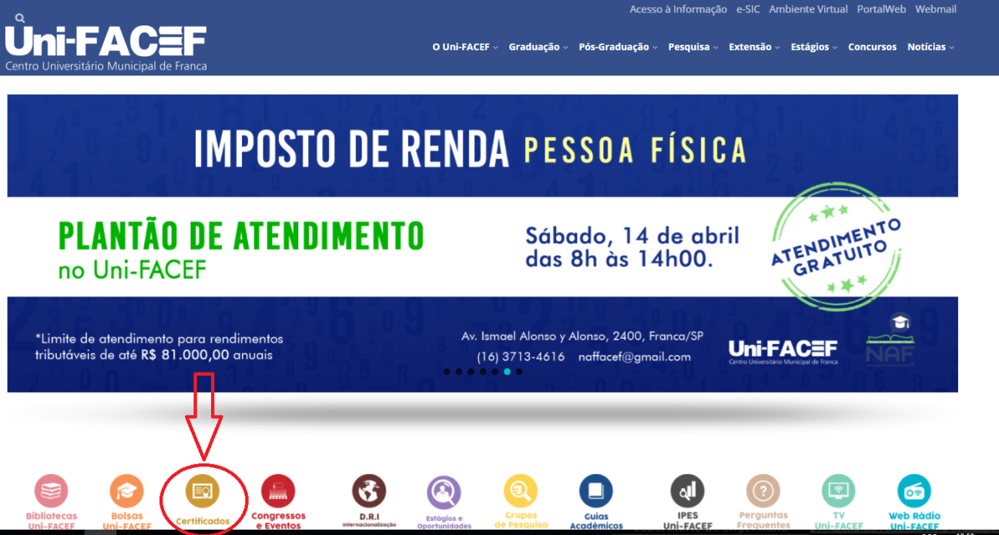 Acesso à Informação e-SIC Ambiente Virtual PortalWeb Webmail
Uni-FACEF
Centro Universitário Municipal de Franca
O Uni-FACEF Graduação Pós-Graduação Pesquisa Extensão Estágios Concursos Notícias
IMPOSTO DE RENDA PESSOA FÍSICA
PLANTÃO DE ATENDIMENTO
no Uni-FACEF
Sábado, 14 de abril
das 8h às 14h00.
ATENDIMENTO
GRATUITO
*Limite de atendimento para rendimentos
tributáveis de até R$ 81.000,00 anuais
Av. Ismael Alonso y Alonso, 2400, Franca/SP
(16) 3713-4616 naffacef@gmail.com
Uni-FACEF
Centro Universitário Municipal de Franca
NAF
Bibliotecas
Uni-FACEF
Bolsas
Uni-FACEF
Certificados
Congressos
e Eventos
D.R.I
Internacionalização
Estágios e
Oportunidades
Grupos
de Pesquisa
Guias
Acadêmicos
IPES
Uni-FACEF
Perguntas
Frequentes
TV
Uni-FACEF
Web Rádio
Uni-FACEF